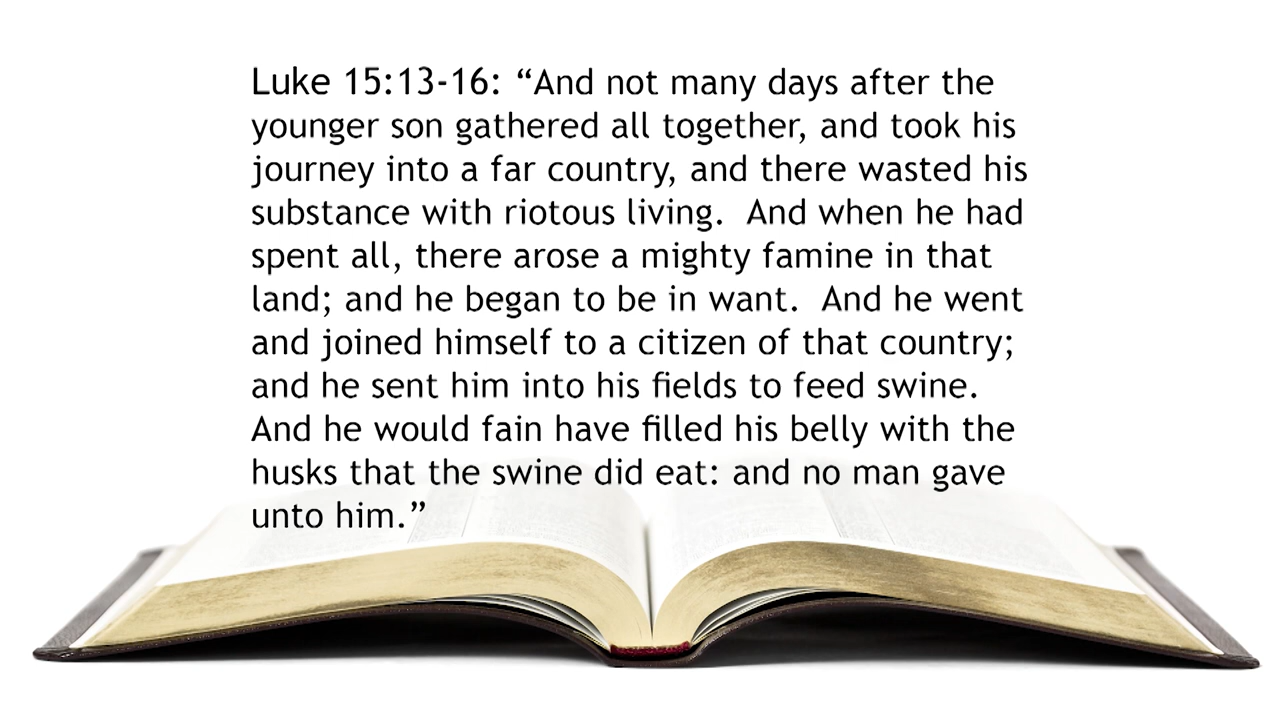 Luke 15:13-16: “And not many days after the
younger son gathered all together, and took his
journey into a far country, and there wasted his
substance with riotous living.  And when he had
spent all, there arose a mighty famine in that
land; and he began to be in want.  And he went
and joined himself to a citizen of that country;
and he sent him into his fields to feed swine.
And he would fain have filled his belly with the
husks that the swine did eat: and no man gave
unto him.”